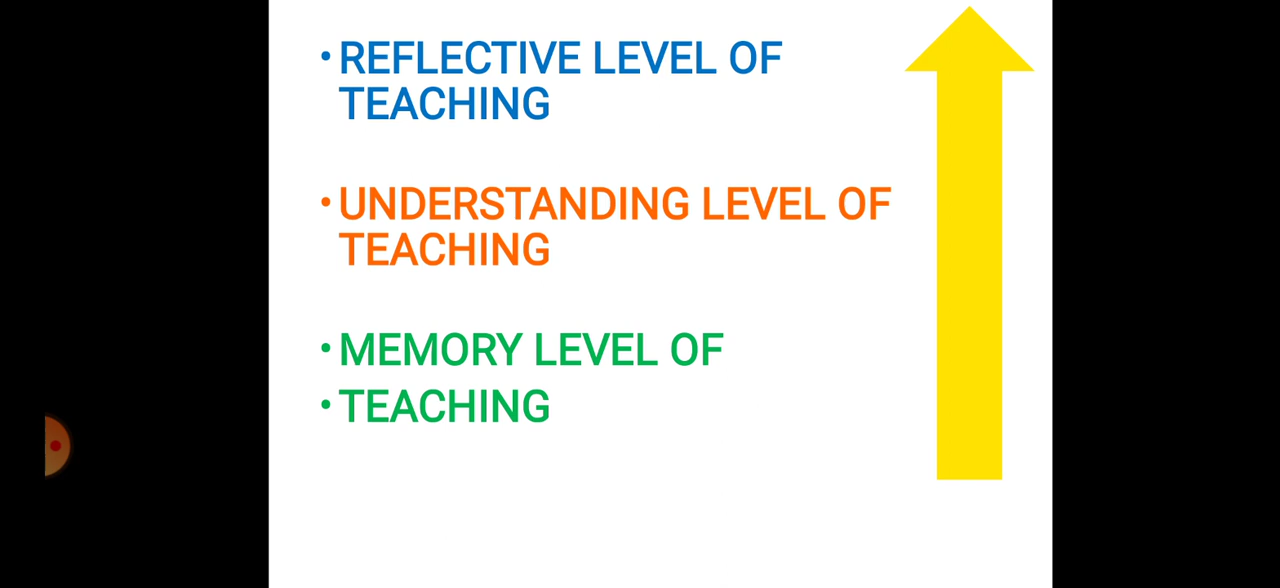 • REFLECTIVE LEVEL OF
TEACHING
• UNDERSTANDING LEVEL OF
TEACHING
• MEMORY LEVEL OF
• TEACHING